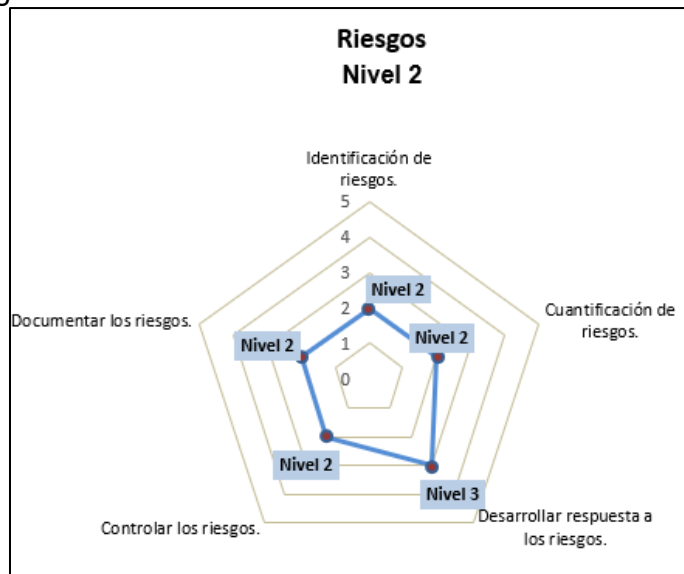 Riesgos
Nivel 2
Identificación de
riesgos.
5
4
3
Nivel 2
2
Nivel 2
1
0
Cuantificación de
riesgos.
Documentar los riesgos.
Nivel 2
Nivel 2
Nivel 3
Controlar los riesgos.
Desarrollar respuesta a
los riesgos.